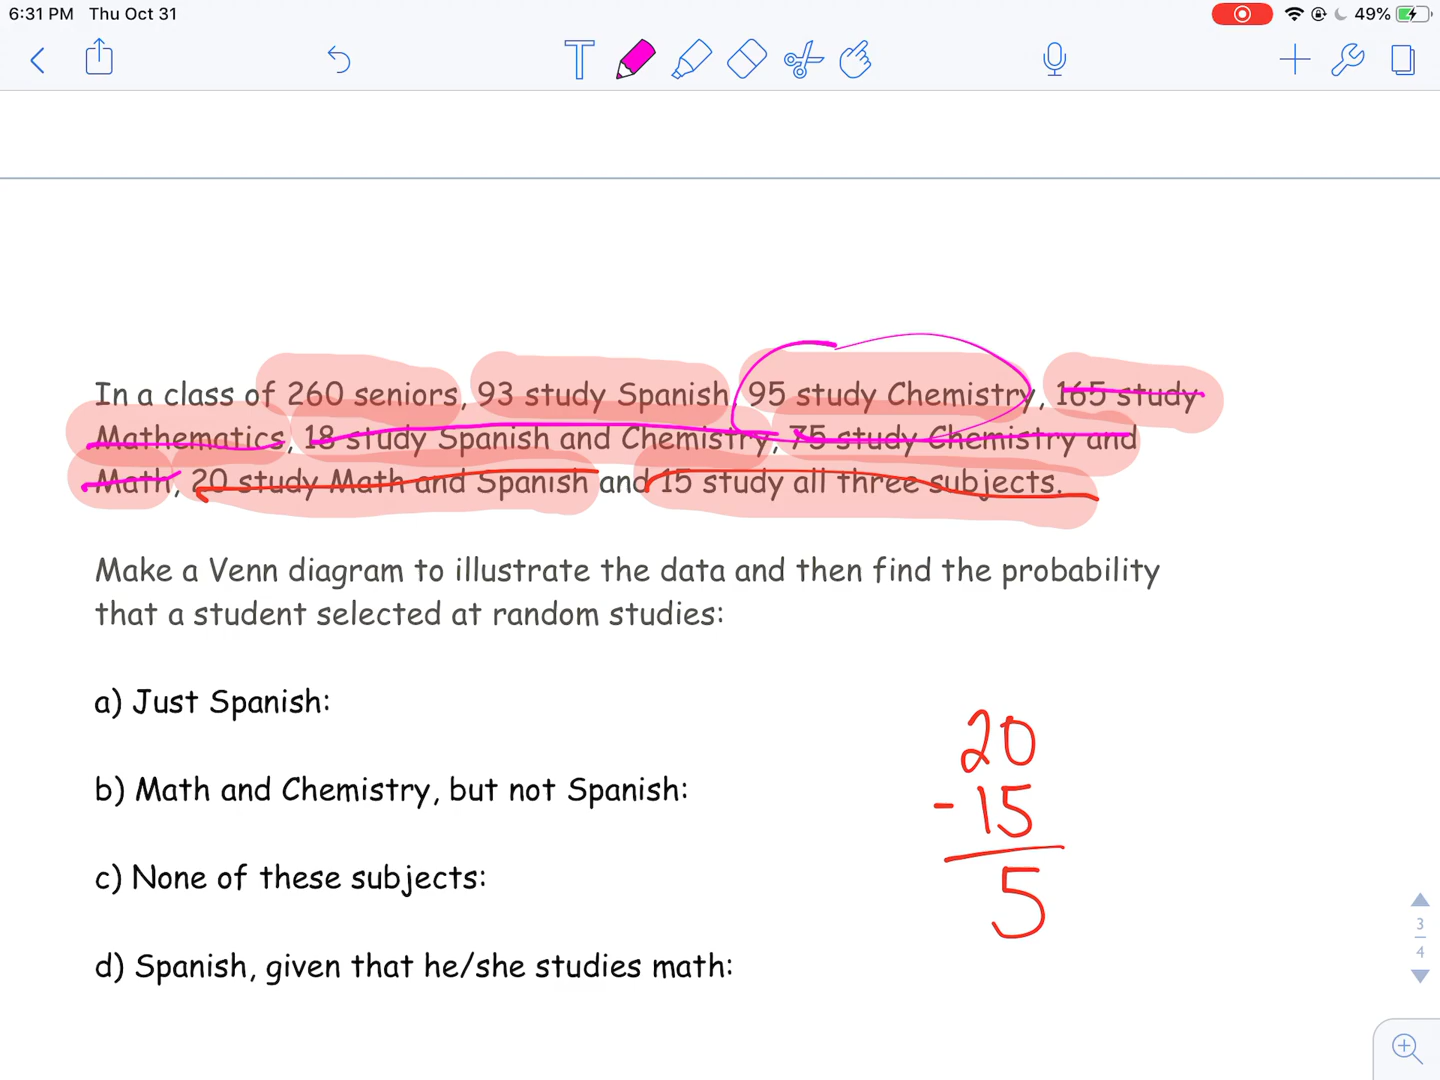 6:31 PM Thu Oct 31 49%
T
In a class of 260 seniors, 93 study Spanish, 95 study Chemistry, 165 study
Mathematics, 18 study Spanish and Chemistry, 75 study Chemistry and
Math, 20 study Math and Spanish and 15 study all three subjects.
Make a Venn diagram to illustrate the data and then find the probability
that a student selected at random studies:
a) Just Spanish:
b) Math and Chemistry, but not Spanish:
c) None of these subjects:
d) Spanish, given that he/she studies math:
20
- 15
5
3
4